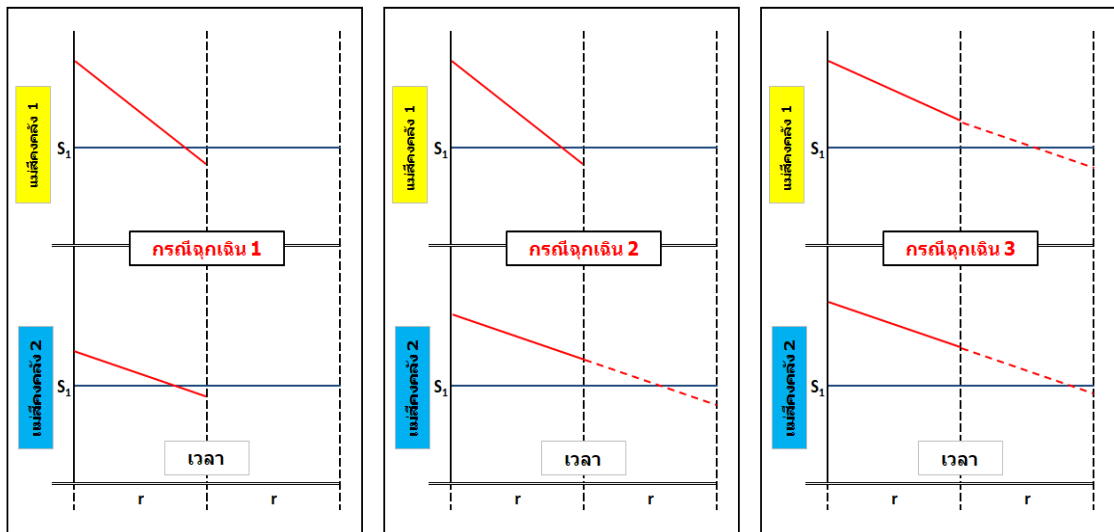 แม่สีคงคลัง 1
S₁
กรณีฉุกเฉิน 1
แม่สีคงคลัง 2
S₁
เวลา
r r
แม่สีคงคลัง 1
S₁
กรณีฉุกเฉิน 2
แม่สีคงคลัง 2
S₁
เวลา
r r
แม่สีคงคลัง 1
S₁
กรณีฉุกเฉิน 3
แม่สีคงคลัง 2
S₁
เวลา
r r